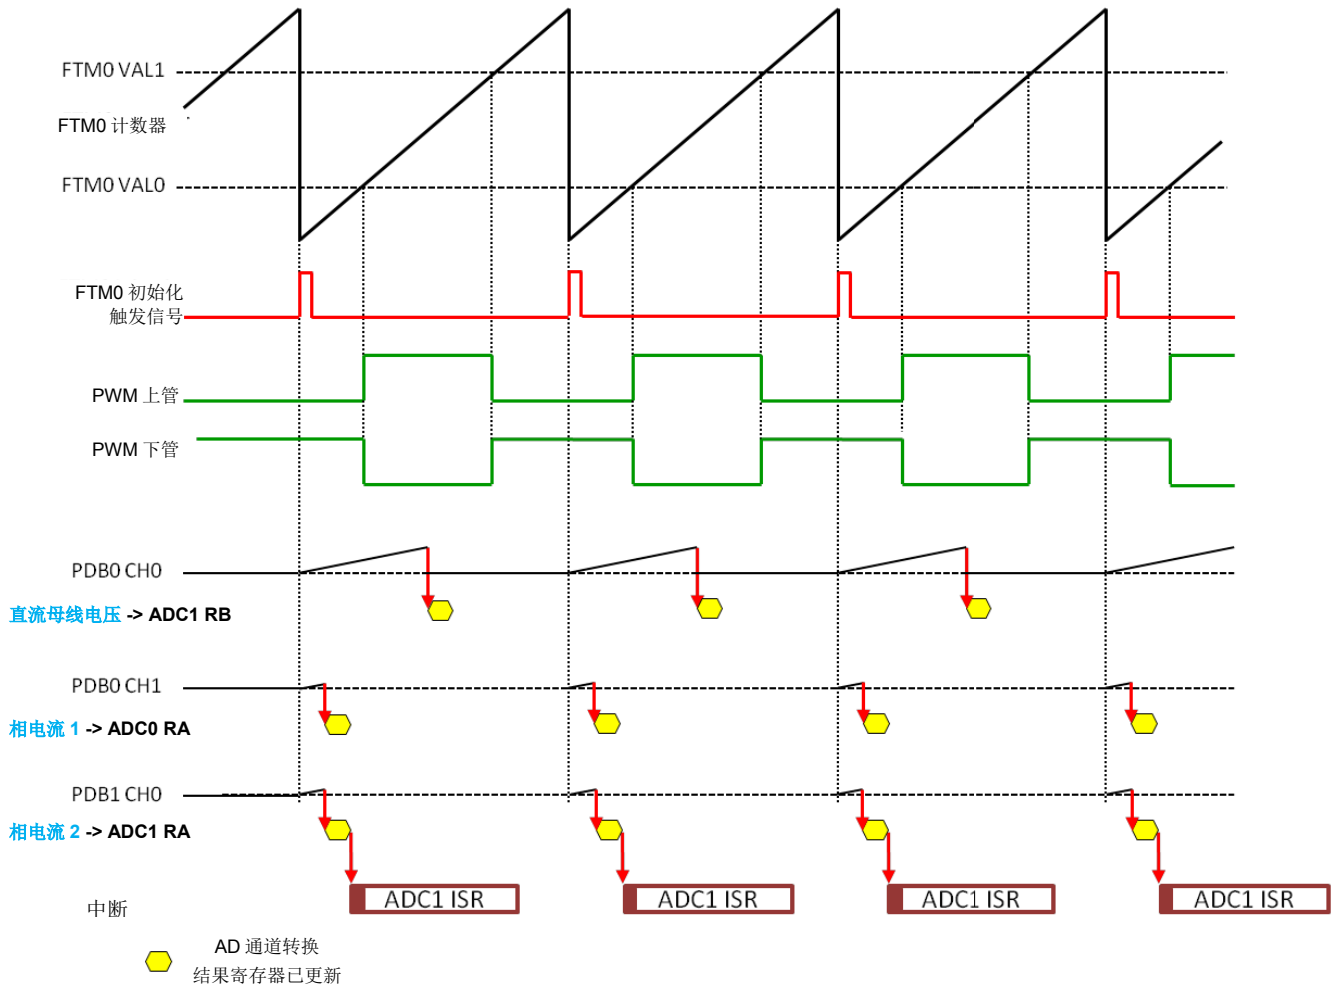 FTM0 VAL1
FTM0 计数器
FTM0 VAL0
FTM0 初始化
触发信号
PWM 上管
PWM 下管
PDB0 CH0
直流母线电压 -> ADC1 RB
PDB0 CH1
相电流 1 -> ADC0 RA
PDB1 CH0
相电流 2 -> ADC1 RA
中断
ADC1 ISR
ADC1 ISR
ADC1 ISR
ADC1 ISR
AD 通道转换
结果寄存器已更新